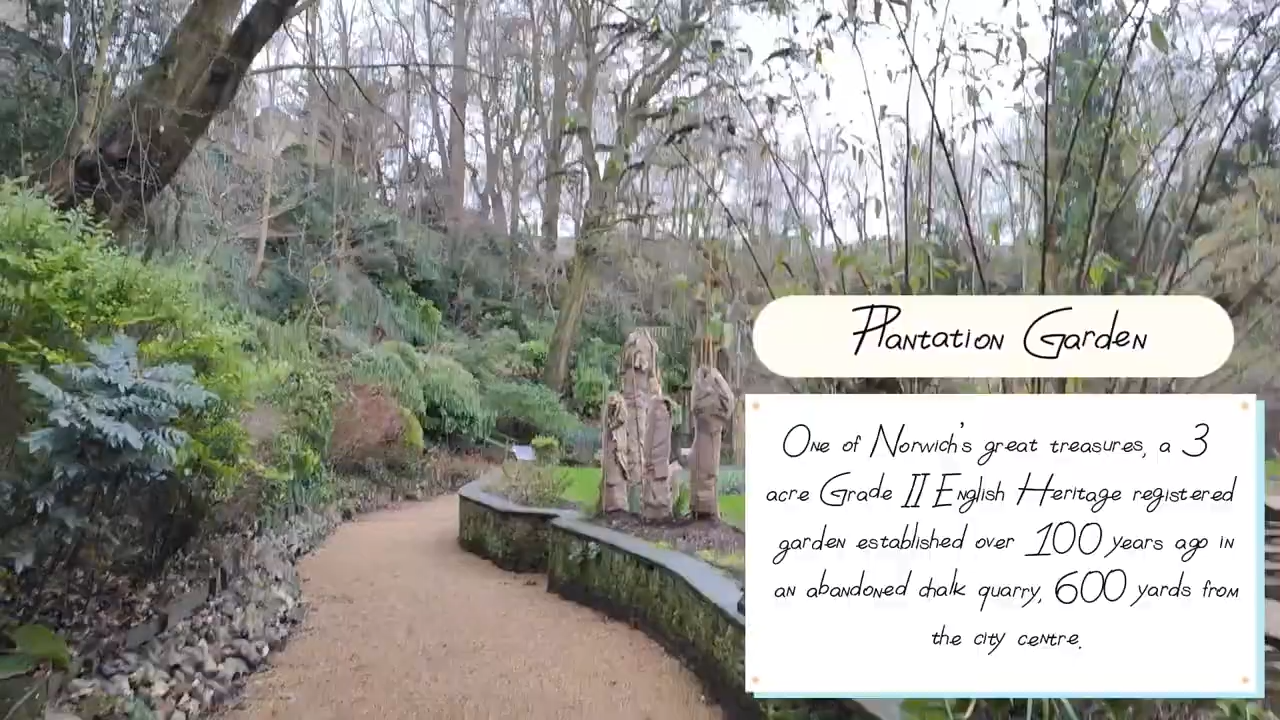 Plantation Garden
One of Norwich's great treasures, a 3
acre Grade II English Heritage registered
garden established over 100 years ago in
an abandoned chalk quarry, 600 yards from
the city centre.